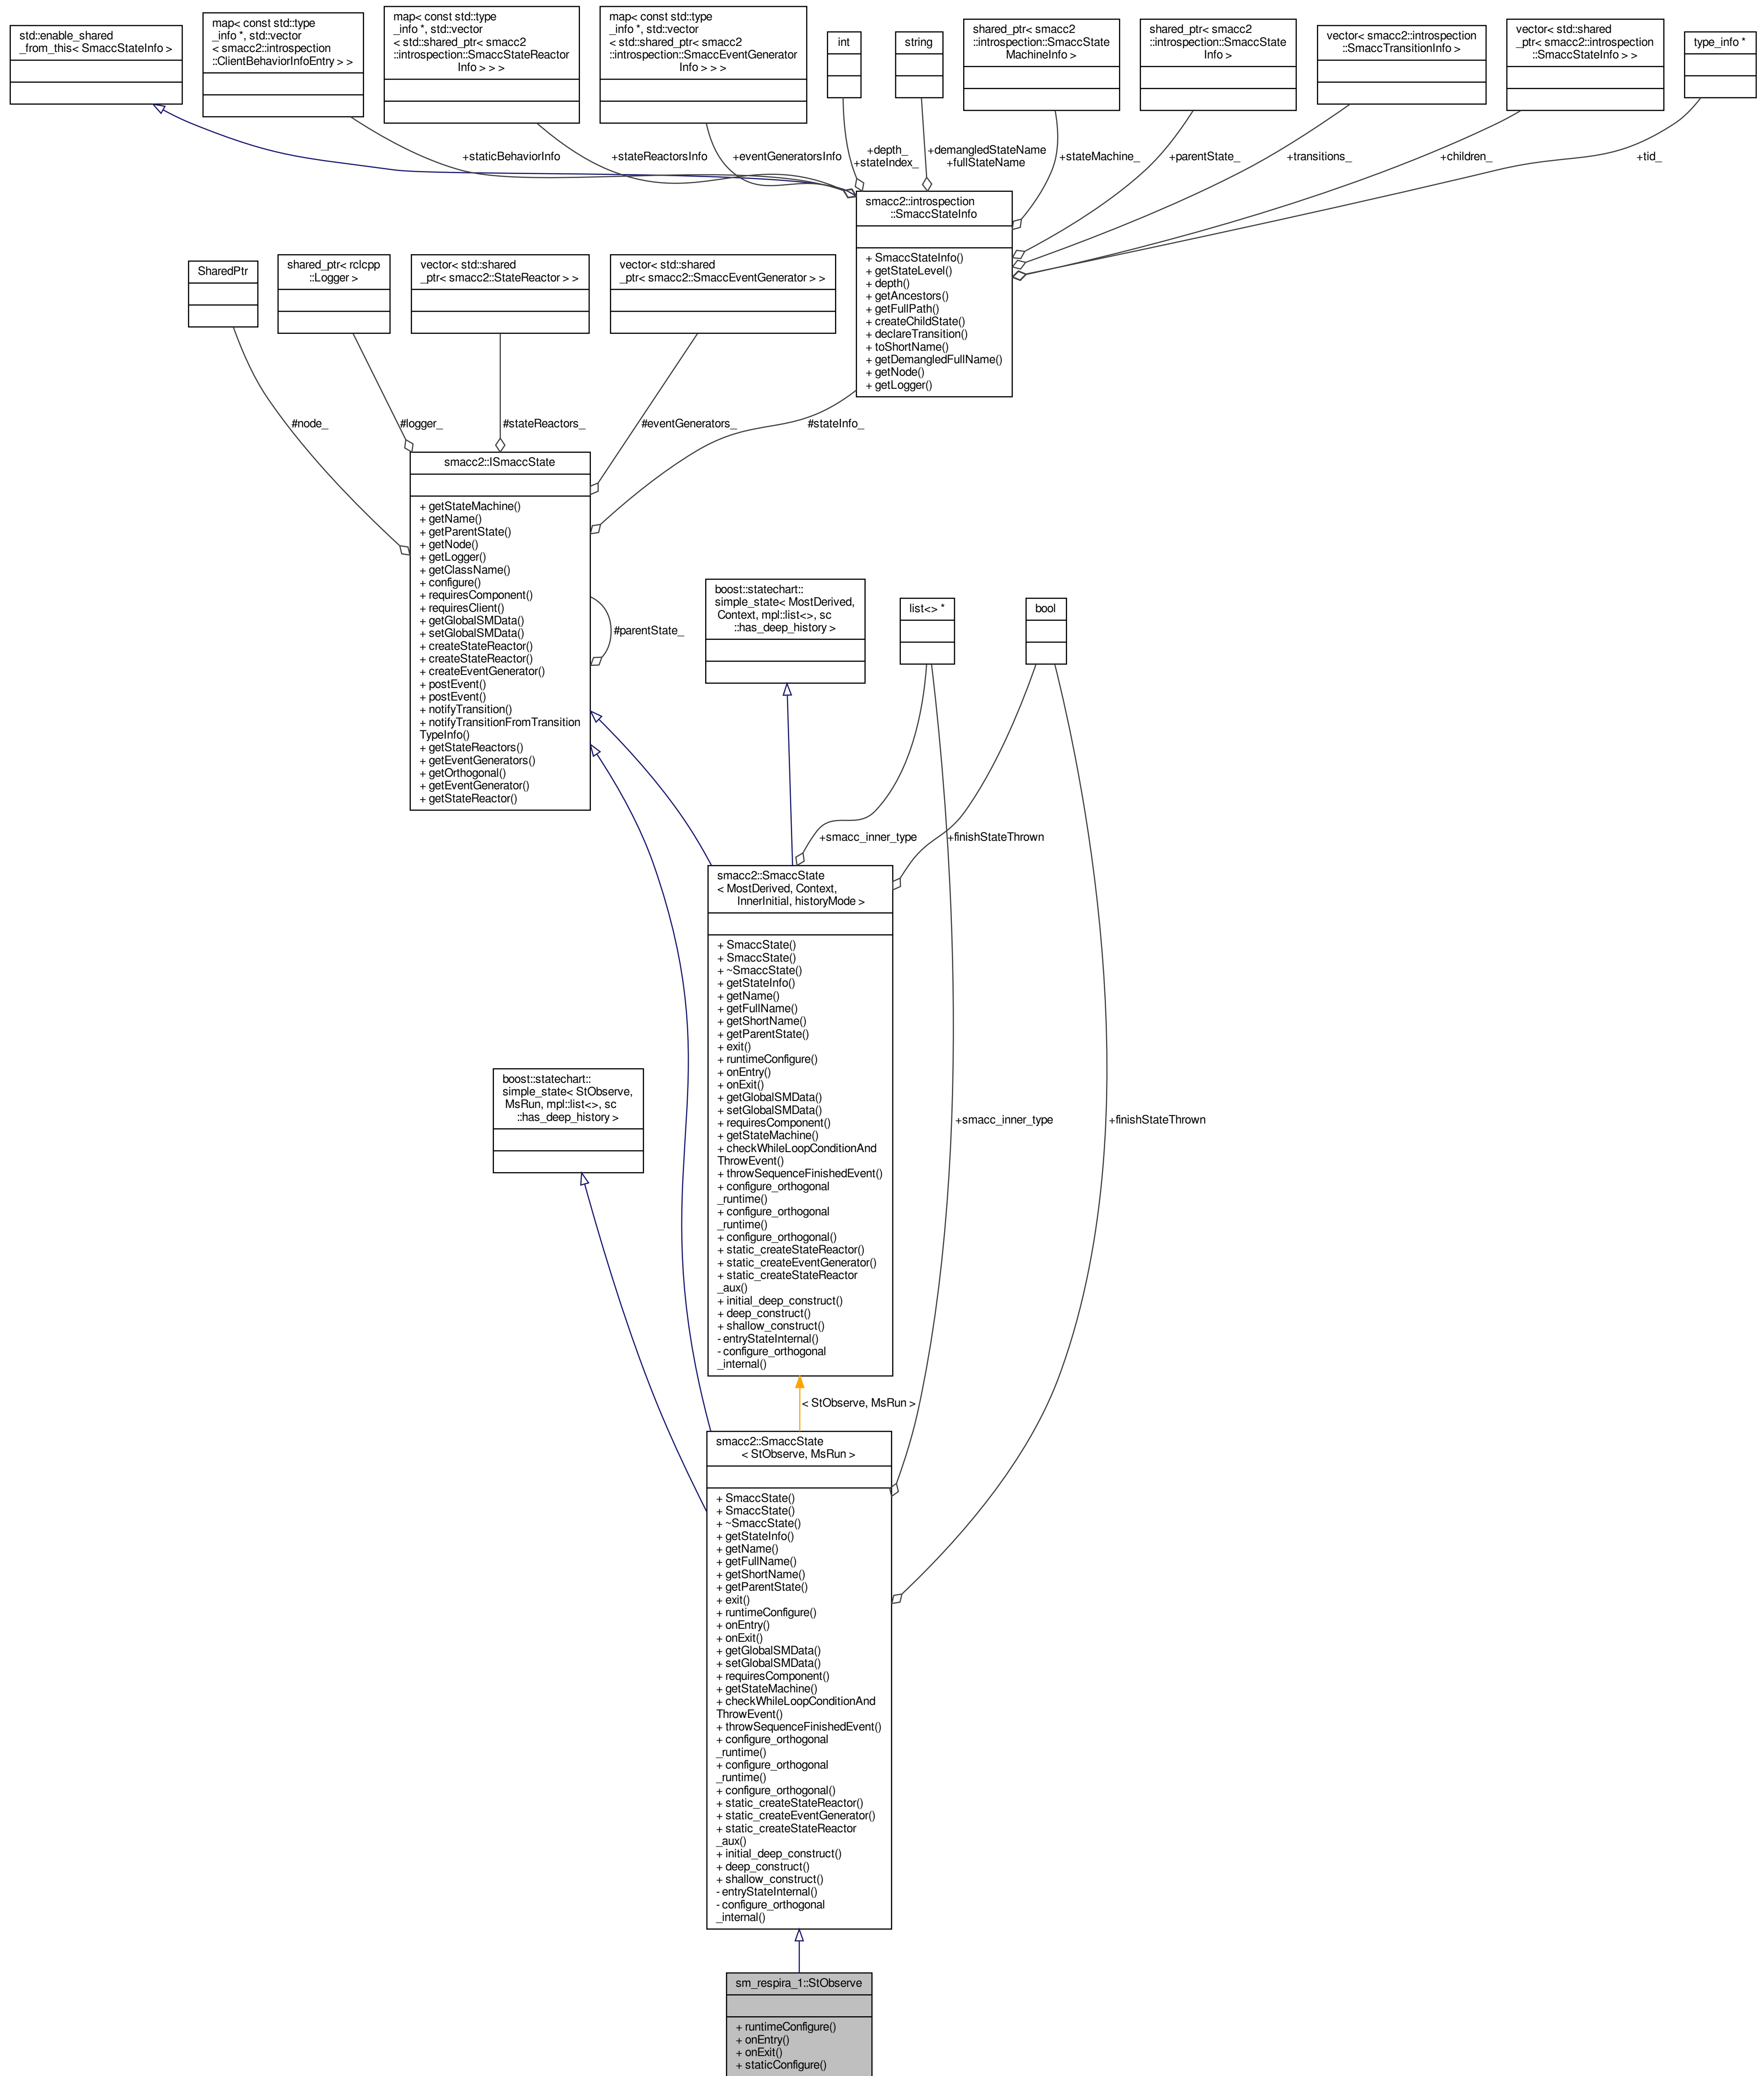 std::enable_shared
_from_this< SmaccStateInfo >
map< const std::type
_info *, std::vector
< smacc2::introspection
::ClientBehaviorInfoEntry > >
map< const std::type
_info *, std::vector
< std::shared_ptr< smacc2
::introspection::SmaccStateReactor
Info > > >
map< const std::type
_info *, std::vector
< std::shared_ptr< smacc2
::introspection::SmaccEventGenerator
Info > > >
int
string
shared_ptr< smacc2
::introspection::SmaccState
MachineInfo >
shared_ptr< smacc2
::introspection::SmaccState
Info >
vector< smacc2::introspection
::SmaccTransitionInfo >
vector< std::shared
_ptr< smacc2::introspection
::SmaccStateInfo > >
type_info *
+staticBehaviorInfo
+stateReactorsInfo
+eventGeneratorsInfo
+depth_
+stateIndex_
+demangledStateName
+fullStateName
+stateMachine_
+parentState_
+transitions_
+children_
+tid_
smacc2::introspection
::SmaccStateInfo
+ SmaccStateInfo()
+ getStateLevel()
+ depth()
+ getAncestors()
+ getFullPath()
+ createChildState()
+ declareTransition()
+ toShortName()
+ getDemangledFullName()
+ getNode()
+ getLogger()
SharedPtr
shared_ptr< rclcpp
::Logger >
vector< std::shared
_ptr< smacc2::StateReactor > >
vector< std::shared
_ptr< smacc2::SmaccEventGenerator > >
#node_
#logger_
#stateReactors_
#eventGenerators_
#stateInfo_
smacc2::ISmaccState
+ getStateMachine()
+ getName()
+ getParentState()
+ getNode()
+ getLogger()
+ getClassName()
+ configure()
+ requiresComponent()
+ requiresClient()
+ getGlobalSMData()
+ setGlobalSMData()
+ createStateReactor()
+ createStateReactor()
+ createEventGenerator()
+ postEvent()
+ postEvent()
+ notifyTransition()
+ notifyTransitionFromTransition
TypeInfo()
+ getStateReactors()
+ getEventGenerators()
+ getOrthogonal()
+ getEventGenerator()
+ getStateReactor()
#parentState_
boost::statechart::
simple_state< MostDerived,
Context, mpl::list<>, sc
::has_deep_history >
list<> *
bool
+smacc_inner_type
+finishStateThrown
smacc2::SmaccState
< MostDerived, Context,
InnerInitial, historyMode >
+ SmaccState()
+ SmaccState()
+ ~SmaccState()
+ getStateInfo()
+ getName()
+ getFullName()
+ getShortName()
+ getParentState()
+ exit()
+ runtimeConfigure()
+ onEntry()
+ onExit()
+ getGlobalSMData()
+ setGlobalSMData()
+ requiresComponent()
+ getStateMachine()
+ checkWhileLoopConditionAnd
ThrowEvent()
+ throwSequenceFinishedEvent()
+ configure_orthogonal
_runtime()
+ configure_orthogonal
_runtime()
+ configure_orthogonal()
+ static_createStateReactor()
+ static_createEventGenerator()
+ static_createStateReactor
_aux()
+ initial_deep_construct()
+ deep_construct()
+ shallow_construct()
- entryStateInternal()
- configure_orthogonal
_internal()
boost::statechart::
simple_state< StObserve,
MsRun, mpl::list<>, sc
::has_deep_history >
+smacc_inner_type
+finishStateThrown
< StObserve, MsRun >
smacc2::SmaccState
< StObserve, MsRun >
+ SmaccState()
+ SmaccState()
+ ~SmaccState()
+ getStateInfo()
+ getName()
+ getFullName()
+ getShortName()
+ getParentState()
+ exit()
+ runtimeConfigure()
+ onEntry()
+ onExit()
+ getGlobalSMData()
+ setGlobalSMData()
+ requiresComponent()
+ getStateMachine()
+ checkWhileLoopConditionAnd
ThrowEvent()
+ throwSequenceFinishedEvent()
+ configure_orthogonal
_runtime()
+ configure_orthogonal
_runtime()
+ configure_orthogonal()
+ static_createStateReactor()
+ static_createEventGenerator()
+ static_createStateReactor
_aux()
+ initial_deep_construct()
+ deep_construct()
+ shallow_construct()
- entryStateInternal()
- configure_orthogonal
_internal()
sm_respira_1::StObserve
+ runtimeConfigure()
+ onEntry()
+ onExit()
+ staticConfigure()